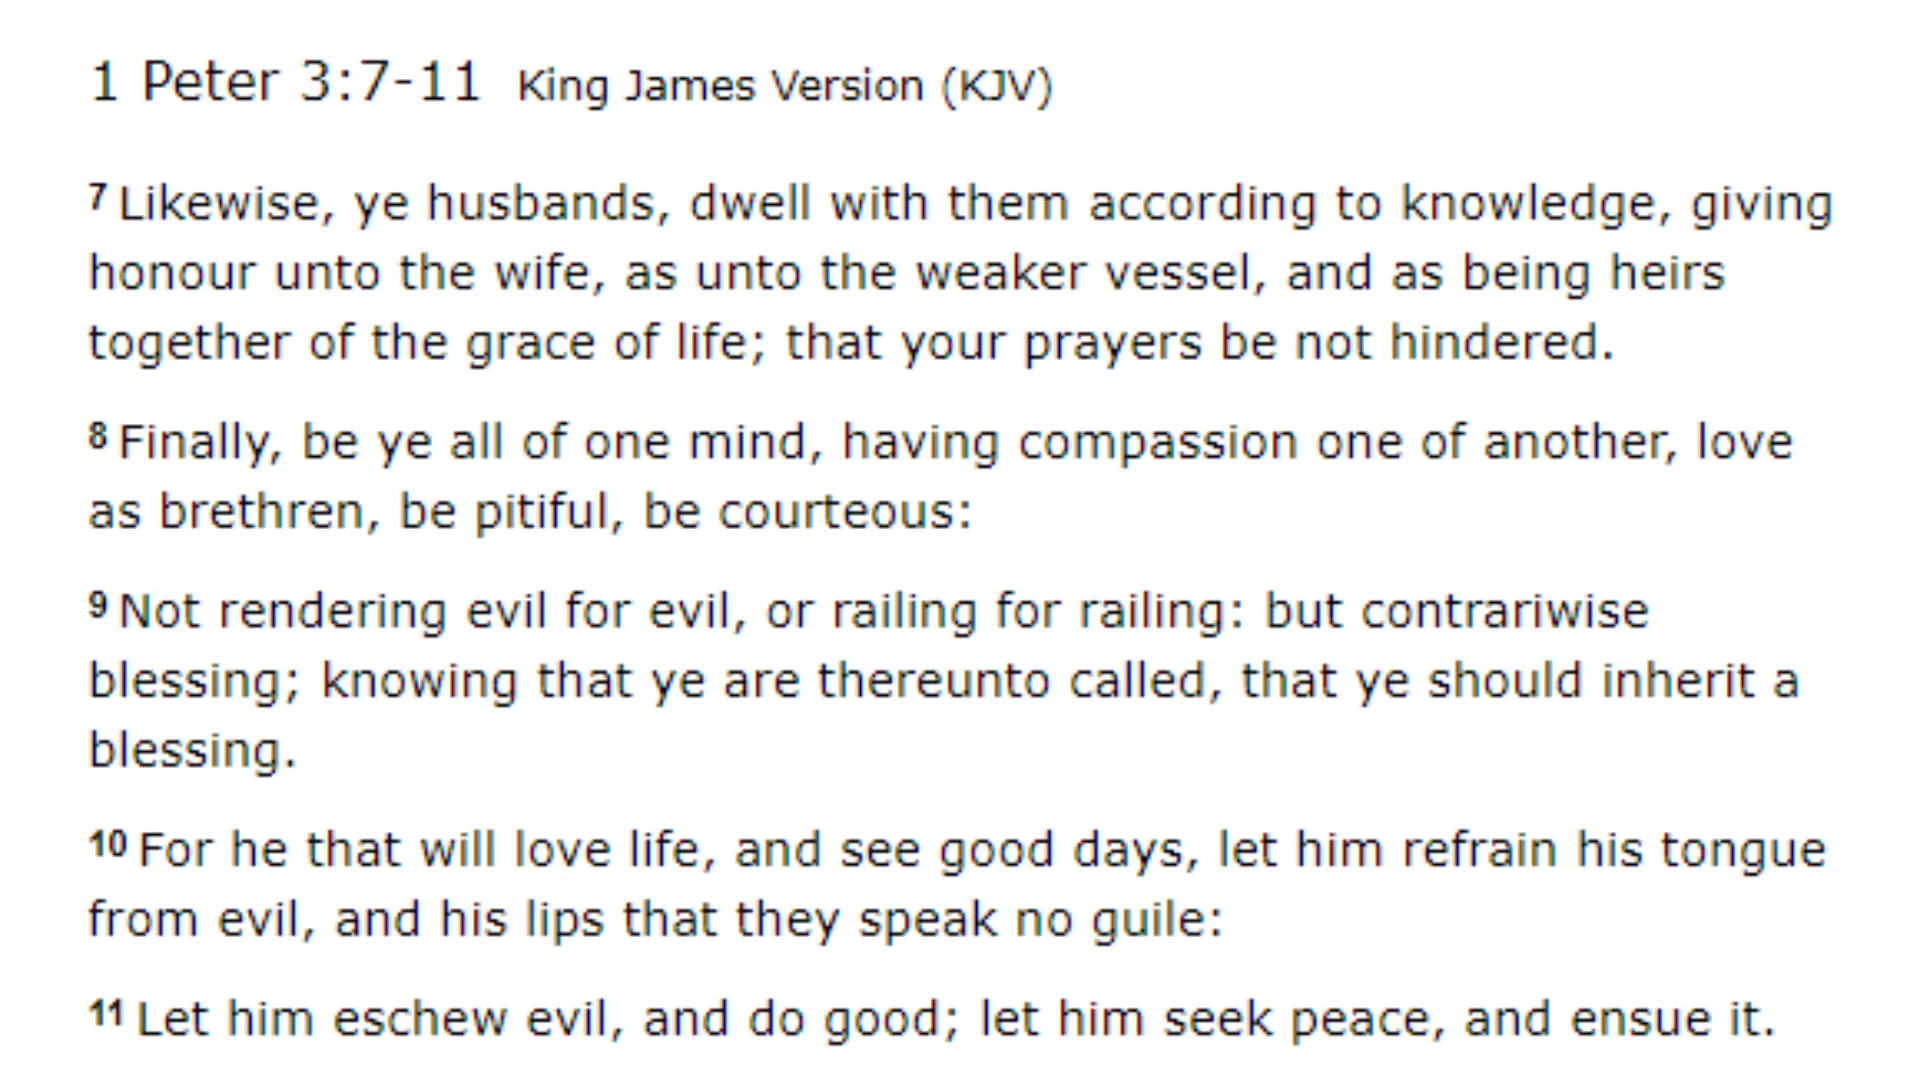 1 Peter 3:7-11 King James Version (KJV)
7 Likewise, ye husbands, dwell with them according to knowledge, giving
honour unto the wife, as unto the weaker vessel, and as being heirs
together of the grace of life; that your prayers be not hindered.
8 Finally, be ye all of one mind, having compassion one of another, love
as brethren, be pitiful, be courteous:
9 Not rendering evil for evil, or railing for railing: but contrariwise
blessing; knowing that ye are thereunto called, that ye should inherit a
blessing.
10 For he that will love life, and see good days, let him refrain his tongue
from evil, and his lips that they speak no guile:
11 Let him eschew evil, and do good; let him seek peace, and ensue it.